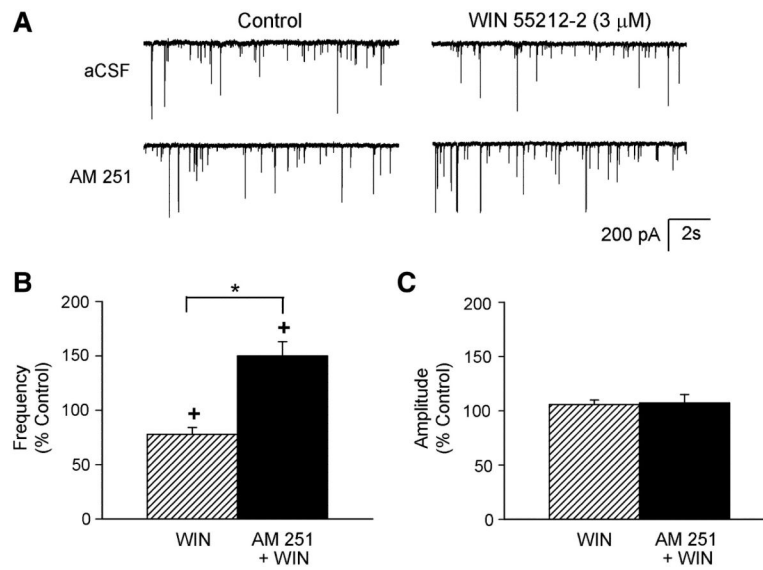 A
Control
WIN 55212-2 (3 μM)
aCSF
AM 251
200 pA
2s
B
*
200
150
100
50
0
Frequency
(% Control)
+
+
WIN
AM 251
+ WIN
C
200
150
100
50
0
Amplitude
(% Control)
WIN
AM 251
+ WIN